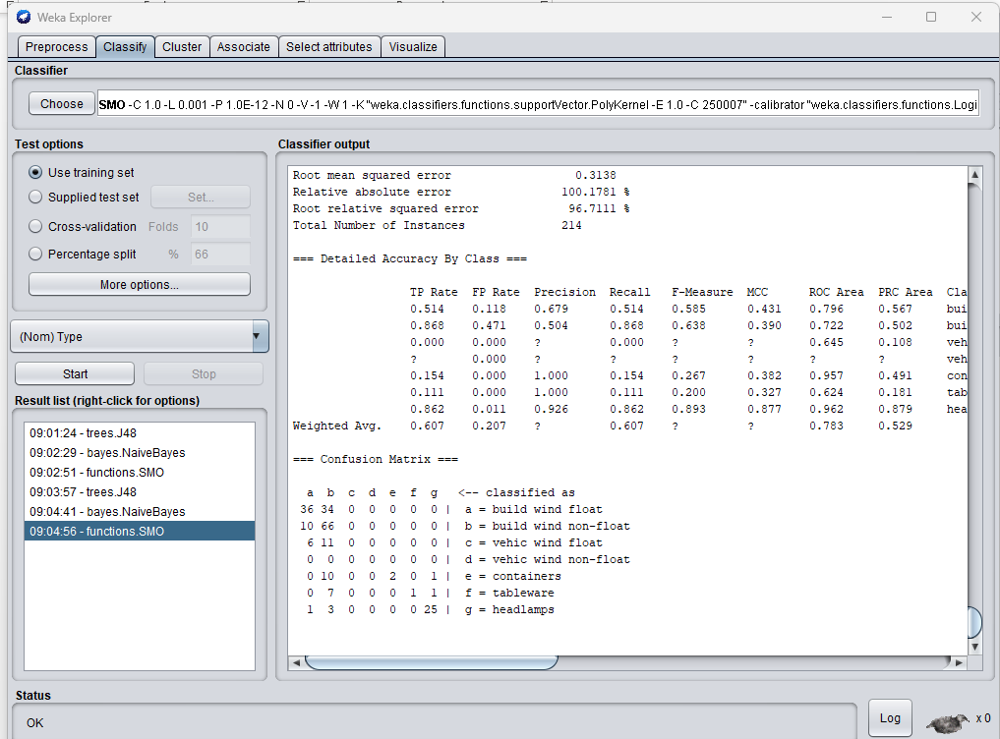 Weka Explorer
Preprocess Classify Cluster Associate Select attributes Visualize
Classifier
Choose SMO -C 1.0 -L 0.001 -P 1.0E-12 -N 0 -V -1 -W 1 -K "weka.classifiers.functions.supportVector.PolyKernel -E 1.0 -C 250007" -calibrator "weka.classifiers.functions.Logi
Test options
Use training set
Supplied test set Set...
Cross-validation Folds 10
Percentage split % 66
More options...
(Nom) Type
Start Stop
Result list (right-click for options)
09:01:24 - trees.J48
09:02:29 - bayes.NaiveBayes
09:02:51 - functions.SMO
09:03:57 - trees.J48
09:04:41 - bayes.NaiveBayes
09:04:56 - functions.SMO
Classifier output
Root mean squared error 0.3138
Relative absolute error 100.1781 %
Root relative squared error 96.7111 %
Total Number of Instances 214
=== Detailed Accuracy By Class ===
TP Rate FP Rate Precision Recall F-Measure MCC ROC Area PRC Area Cla
0.514 0.118 0.679 0.514 0.585 0.431 0.796 0.567 bui
0.868 0.471 0.504 0.868 0.638 0.390 0.722 0.502 bui
0.000 0.000 ? 0.000 ? ? 0.645 0.108 veh
? 0.000 ? ? ? ? ? ? veh
0.154 0.000 1.000 0.154 0.267 0.382 0.957 0.491 con
0.111 0.000 1.000 0.111 0.200 0.327 0.624 0.181 tab
0.862 0.011 0.926 0.862 0.893 0.877 0.962 0.879 hea
Weighted Avg. 0.607 0.207 ? 0.607 ? ? 0.783 0.529
=== Confusion Matrix ===
a b c d e f g <-- classified as
36 34 0 0 0 0 0 | a = build wind float
10 66 0 0 0 0 0 | b = build wind non-float
6 11 0 0 0 0 0 | c = vehic wind float
0 0 0 0 0 0 0 | d = vehic wind non-float
0 10 0 0 2 0 1 | e = containers
0 7 0 0 0 1 1 | f = tableware
1 3 0 0 0 0 25 | g = headlamps
Status
OK
Log
x 0